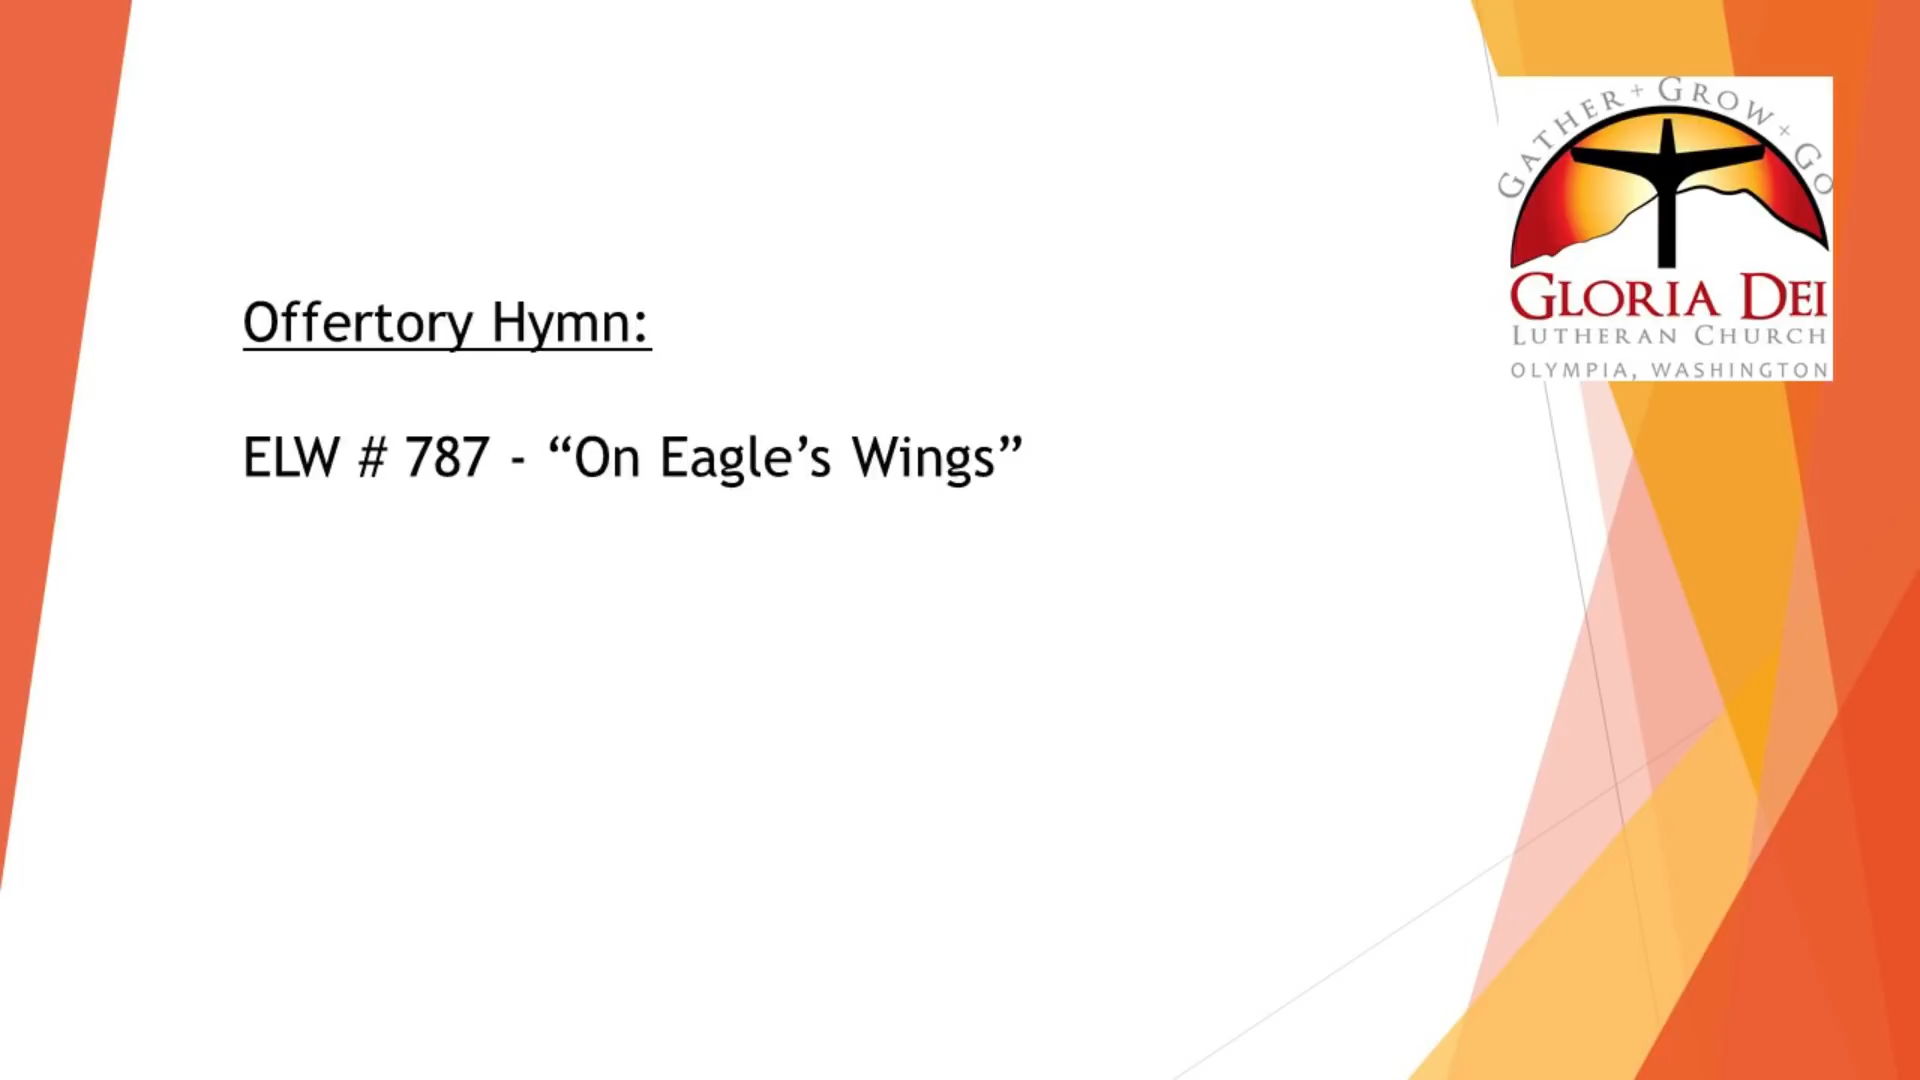 GATHER + GROW + GO
GLORIA DEI
LUTHERAN CHURCH
OLYMPIA, WASHINGTON
Offertory Hymn:
ELW # 787 - “On Eagle’s Wings”